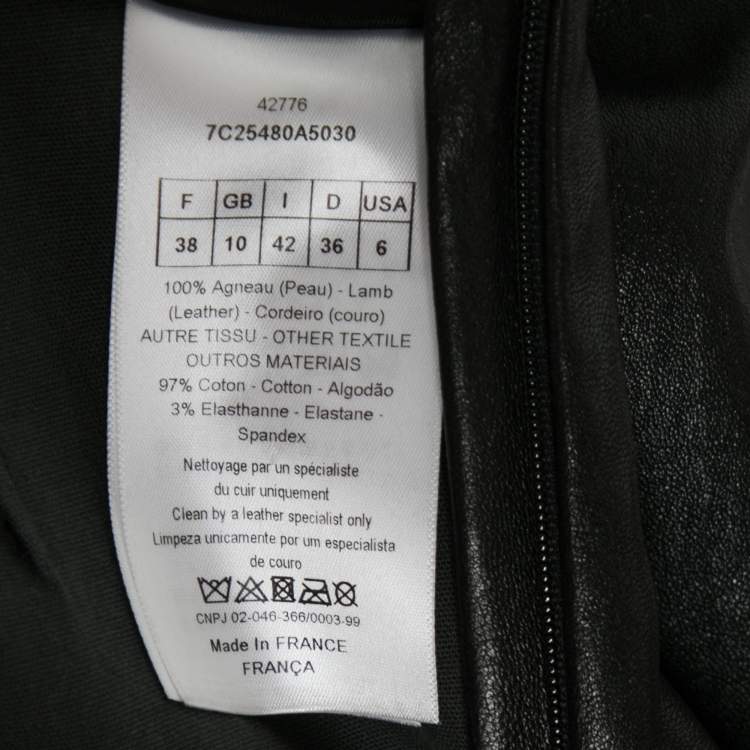 42776
7C25480A5030
F GB I D USA
38 10 42 36 6
100% Agneau (Peau) - Lamb
(Leather) - Cordeiro (couro)
AUTRE TISSU - OTHER TEXTILE
OUTROS MATERIAIS
97% Coton - Cotton - Algodão
3% Elasthanne - Elastane -
Spandex
Nettoyage par un spécialiste
du cuir uniquement
Clean by a leather specialist only
Limpeza unicamente por um especialista
de couro
CNPJ 02-046-366/0003-99
Made In FRANCE
FRANÇA